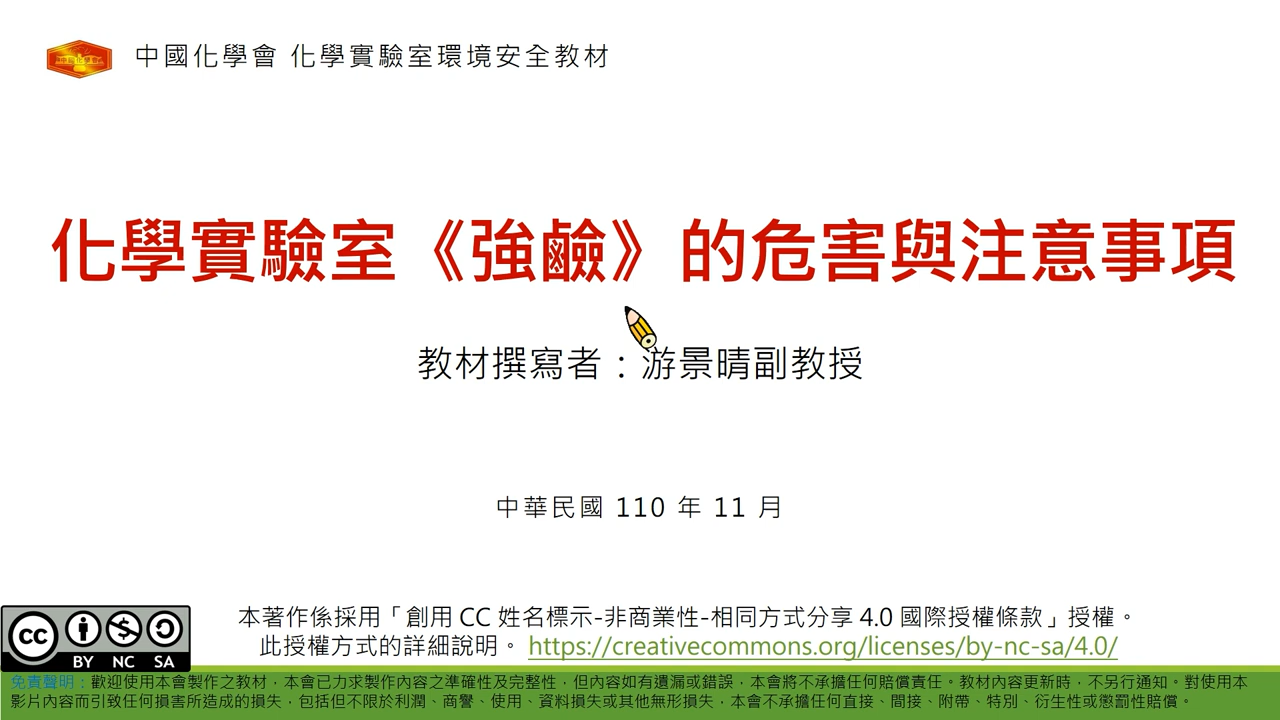 中國化學會 化學實驗室環境安全教材
化學實驗室《強鹼》的危害與注意事項
教材撰寫者：游景晴副教授
中華民國 110 年 11 月
本著作係採用「創用 CC 姓名標示-非商業性-相同方式分享 4.0 國際授權條款」授權。
此授權方式的詳細說明。 https://creativecommons.org/licenses/by-nc-sa/4.0/
cc BY NC SA
免責聲明：歡迎使用本會製作之教材，本會已力求製作內容之準確性及完整性，但內容如有遺漏或錯誤，本會將不承擔任何賠償責任。教材內容更新時，不另行通知。對使用本
影片內容而引致任何損害所造成的損失，包括但不限於利潤、商譽、使用、資料損失或其他無形損失，本會不承擔任何直接、間接、附帶、特別、衍生性或懲罰性賠償。